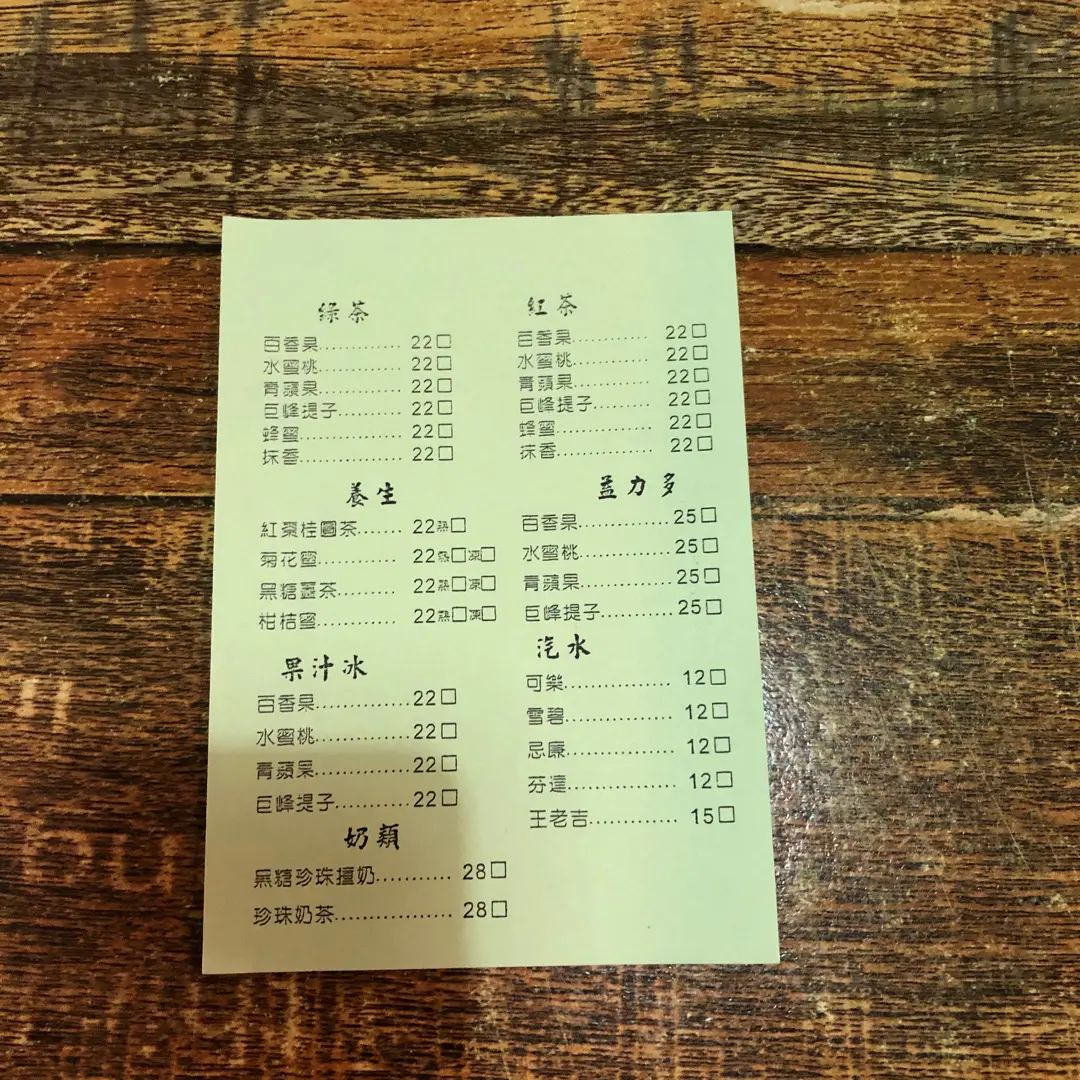 綠茶
百香果............ 22□
水蜜桃............ 22□
青蘋果............ 22□
巨峰提子......... 22□
蜂蜜............... 22□
抹香............... 22□
養生
紅棗桂圓茶....... 22熱□
菊花蜜............ 22熱□凍□
黑糖薑茶......... 22熱□凍□
柑桔蜜............ 22熱□凍□
果汁冰
百香果..............22□
水蜜桃..............22□
青蘋果..............22□
巨峰提子...........22□
奶類
黑糖珍珠撞奶........... 28□
珍珠奶茶................. 28□
紅茶
百香果............ 22□
水蜜桃............ 22□
青蘋果............ 22□
巨峰提子......... 22□
蜂蜜............... 22□
抹香............... 22□
益力多
百香果.............25□
水蜜桃.............25□
青蘋果.............25□
巨峰提子..........25□
汽水
可樂............... 12□
雪碧............... 12□
忌廉............... 12□
芬達............... 12□
王老吉............ 15□